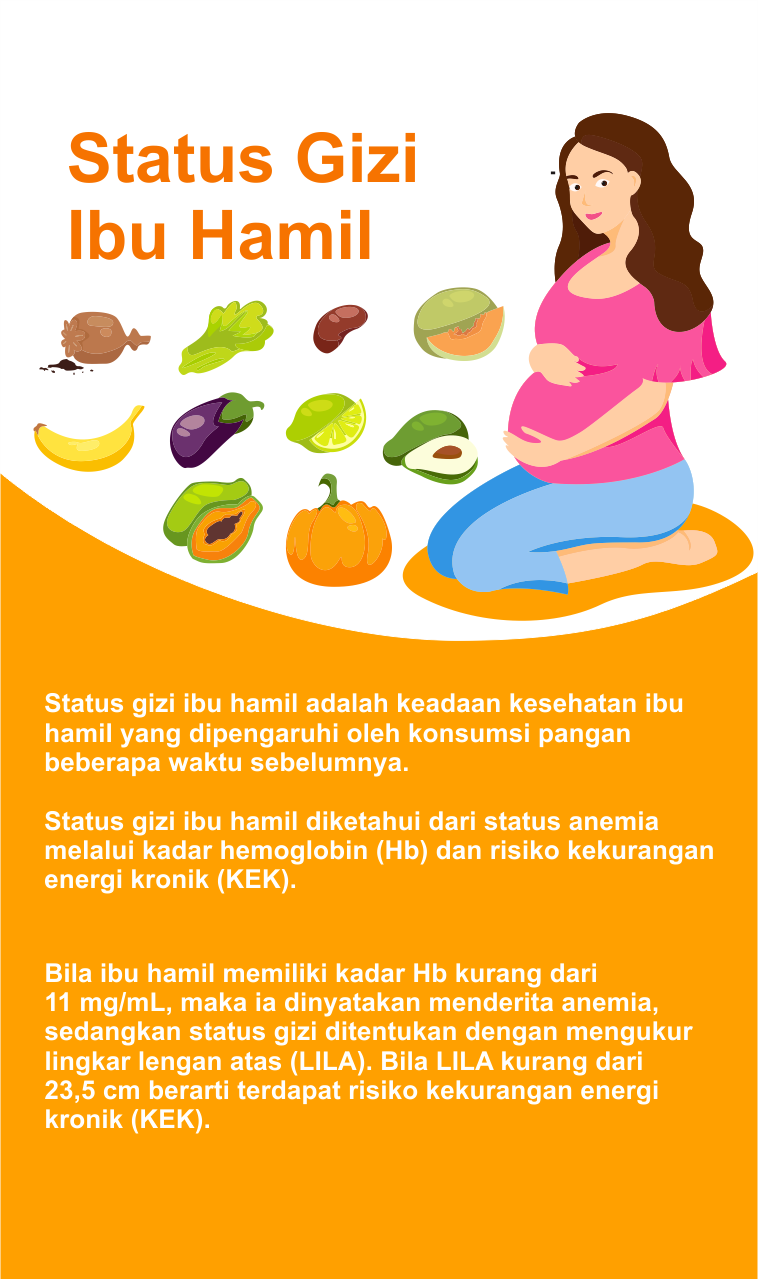 Status Gizi
Ibu Hamil
Status gizi ibu hamil adalah keadaan kesehatan ibu
hamil yang dipengaruhi oleh konsumsi pangan
beberapa waktu sebelumnya.
Status gizi ibu hamil diketahui dari status anemia
melalui kadar hemoglobin (Hb) dan risiko kekurangan
energi kronik (KEK).
Bila ibu hamil memiliki kadar Hb kurang dari
11 mg/mL, maka ia dinyatakan menderita anemia,
sedangkan status gizi ditentukan dengan mengukur
lingkar lengan atas (LILA). Bila LILA kurang dari
23,5 cm berarti terdapat risiko kekurangan energi
kronik (KEK).